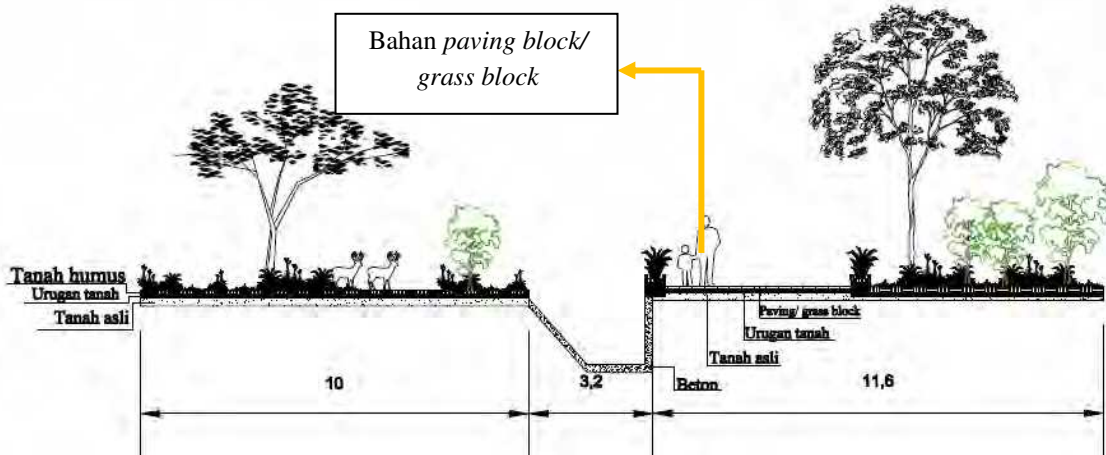 Bahan paving block/
grass block
Tanah humus
Urugan tanah
Tanah asli
Paving/ grass block
Urugan tanah
Tanah asli
Beton
10
3,2
11,6